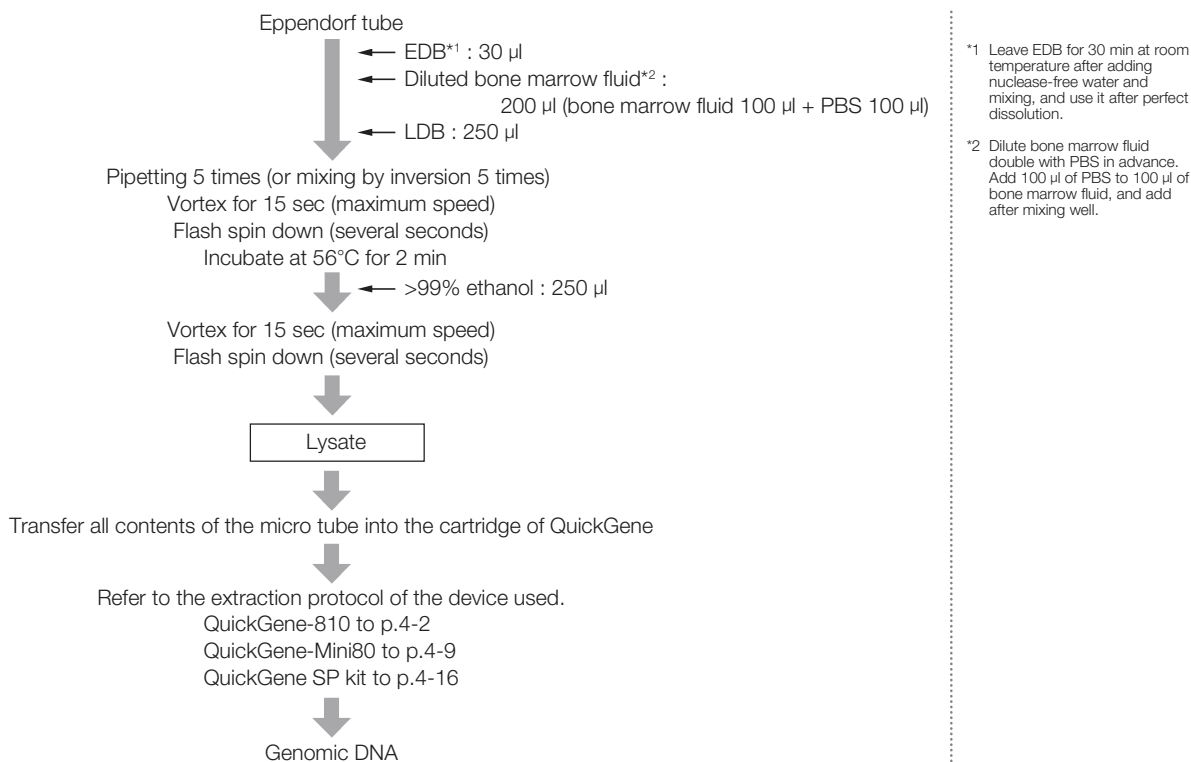 Eppendorf tube
EDB*1 : 30 µl
Diluted bone marrow fluid*2 :
200 µl (bone marrow fluid 100 µl + PBS 100 µl)
LDB : 250 µl
Pipetting 5 times (or mixing by inversion 5 times)
Vortex for 15 sec (maximum speed)
Flash spin down (several seconds)
Incubate at 56°C for 2 min
>99% ethanol : 250 µl
Vortex for 15 sec (maximum speed)
Flash spin down (several seconds)
Lysate
Transfer all contents of the micro tube into the cartridge of QuickGene
Refer to the extraction protocol of the device used.
QuickGene-810 to p.4-2
QuickGene-Mini80 to p.4-9
QuickGene SP kit to p.4-16
Genomic DNA
*1 Leave EDB for 30 min at room
temperature after adding
nuclease-free water and
mixing, and use it after perfect
dissolution.
*2 Dilute bone marrow fluid
double with PBS in advance.
Add 100 µl of PBS to 100 µl of
bone marrow fluid, and add
after mixing well.